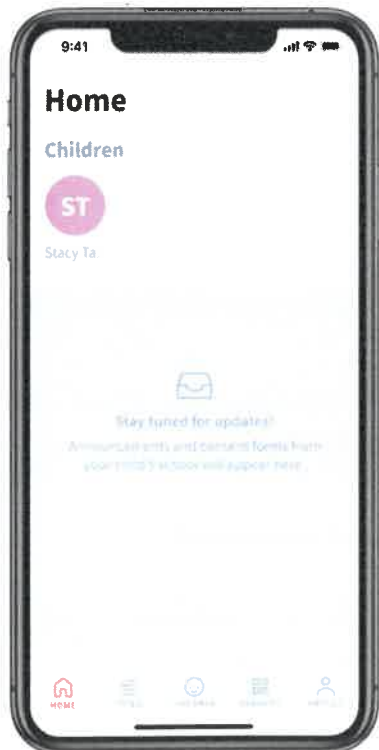 9:41
Home
Children
ST
Stacy Ta
Stay tuned for updates!
Announcements and consent forms from
your child's school will appear here.
HOME